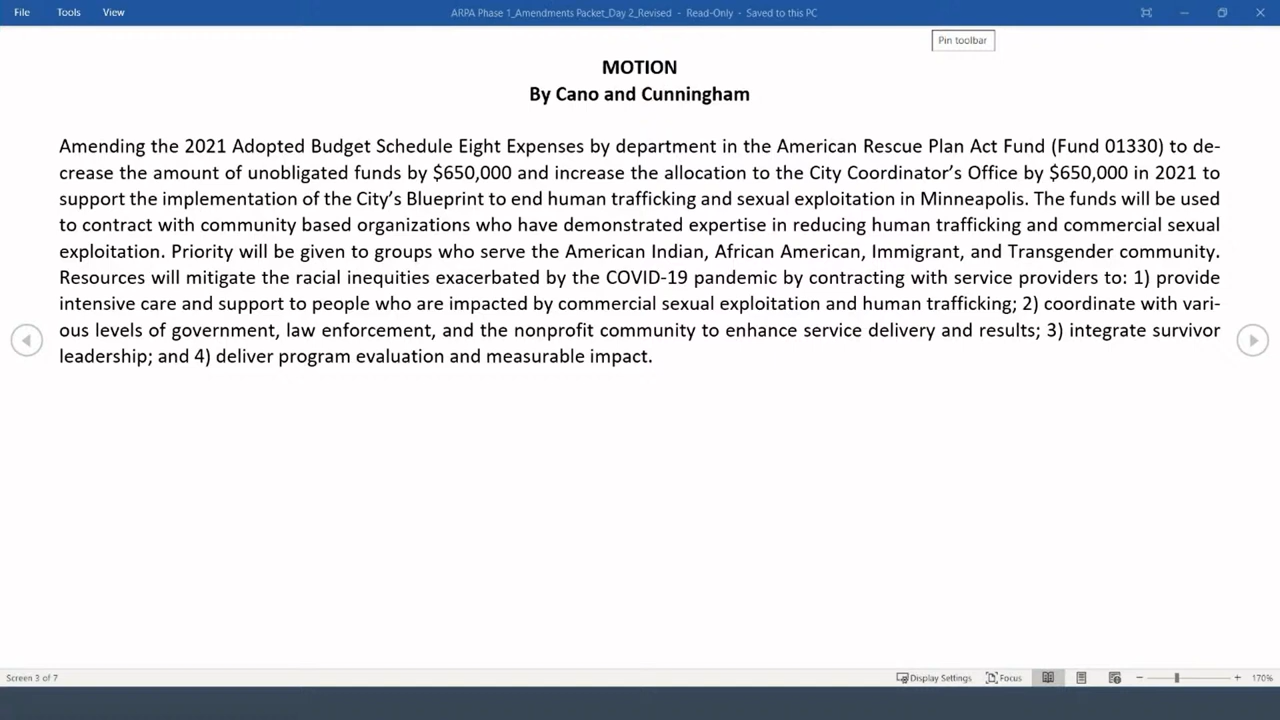 File Tools View ARPA Phase 1_Amendments Packet_Day 2_Revised - Read-Only - Saved to this PC
Pin toolbar
MOTION
By Cano and Cunningham
Amending the 2021 Adopted Budget Schedule Eight Expenses by department in the American Rescue Plan Act Fund (Fund 01330) to de-
crease the amount of unobligated funds by $650,000 and increase the allocation to the City Coordinator’s Office by $650,000 in 2021 to
support the implementation of the City’s Blueprint to end human trafficking and sexual exploitation in Minneapolis. The funds will be used
to contract with community based organizations who have demonstrated expertise in reducing human trafficking and commercial sexual
exploitation. Priority will be given to groups who serve the American Indian, African American, Immigrant, and Transgender community.
Resources will mitigate the racial inequities exacerbated by the COVID-19 pandemic by contracting with service providers to: 1) provide
intensive care and support to people who are impacted by commercial sexual exploitation and human trafficking; 2) coordinate with vari-
ous levels of government, law enforcement, and the nonprofit community to enhance service delivery and results; 3) integrate survivor
leadership; and 4) deliver program evaluation and measurable impact.
Screen 3 of 7 Display Settings Focus 170%